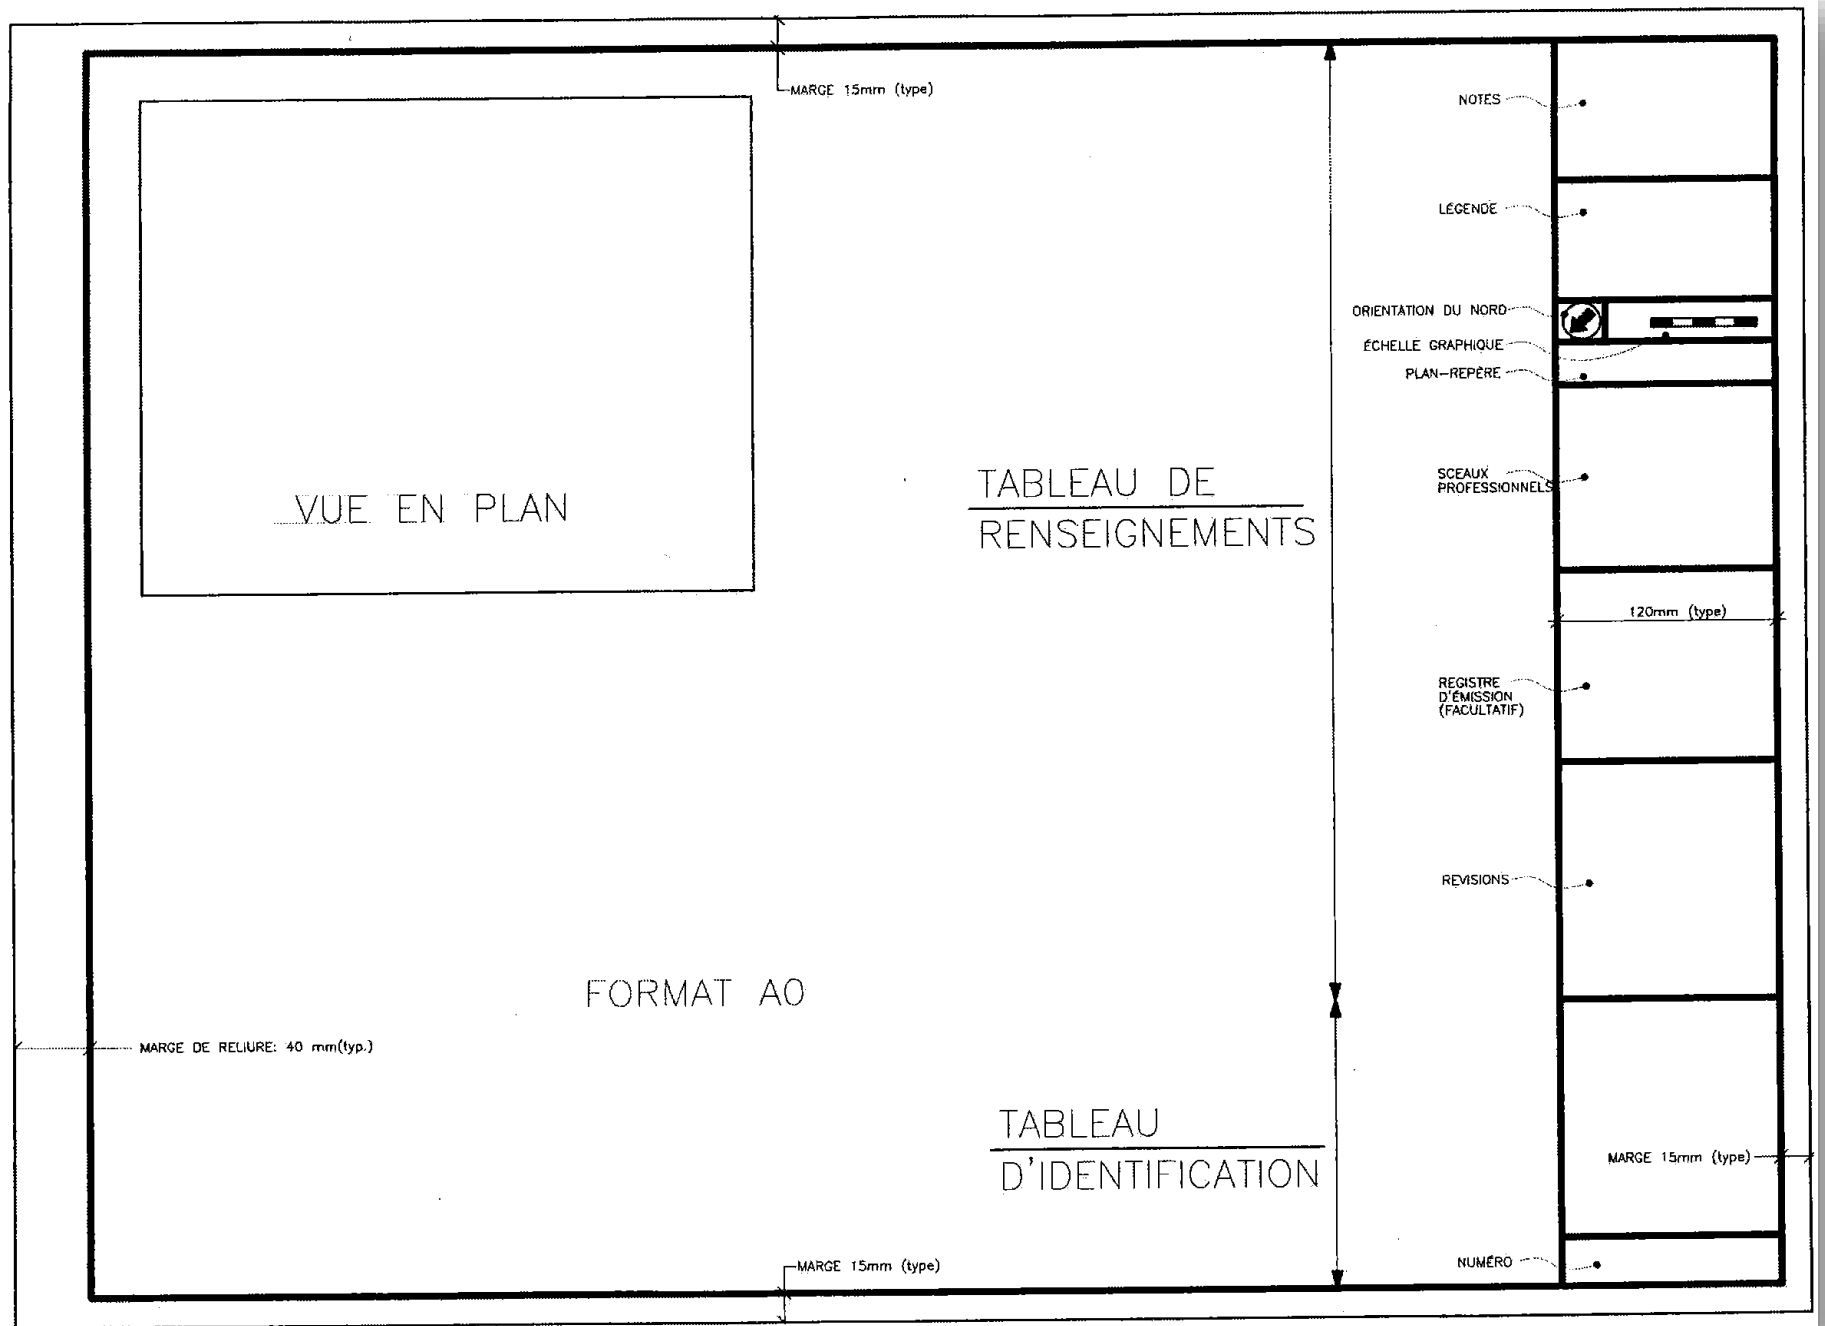 MARGE 15mm (type)
NOTES
LÉGENDE
ORIENTATION DU NORD
ÉCHELLE GRAPHIQUE
PLAN-REPÈRE
VUE EN PLAN
TABLEAU DE
RENSEIGNEMENTS
SCEAUX
PROFESSIONNELS
120mm (type)
REGISTRE
D'ÉMISSION
(FACULTATIF)
REVISIONS
FORMAT A0
MARGE DE RELIURE: 40 mm(typ.)
TABLEAU
D'IDENTIFICATION
MARGE 15mm (type)
MARGE 15mm (type)
NUMÉRO